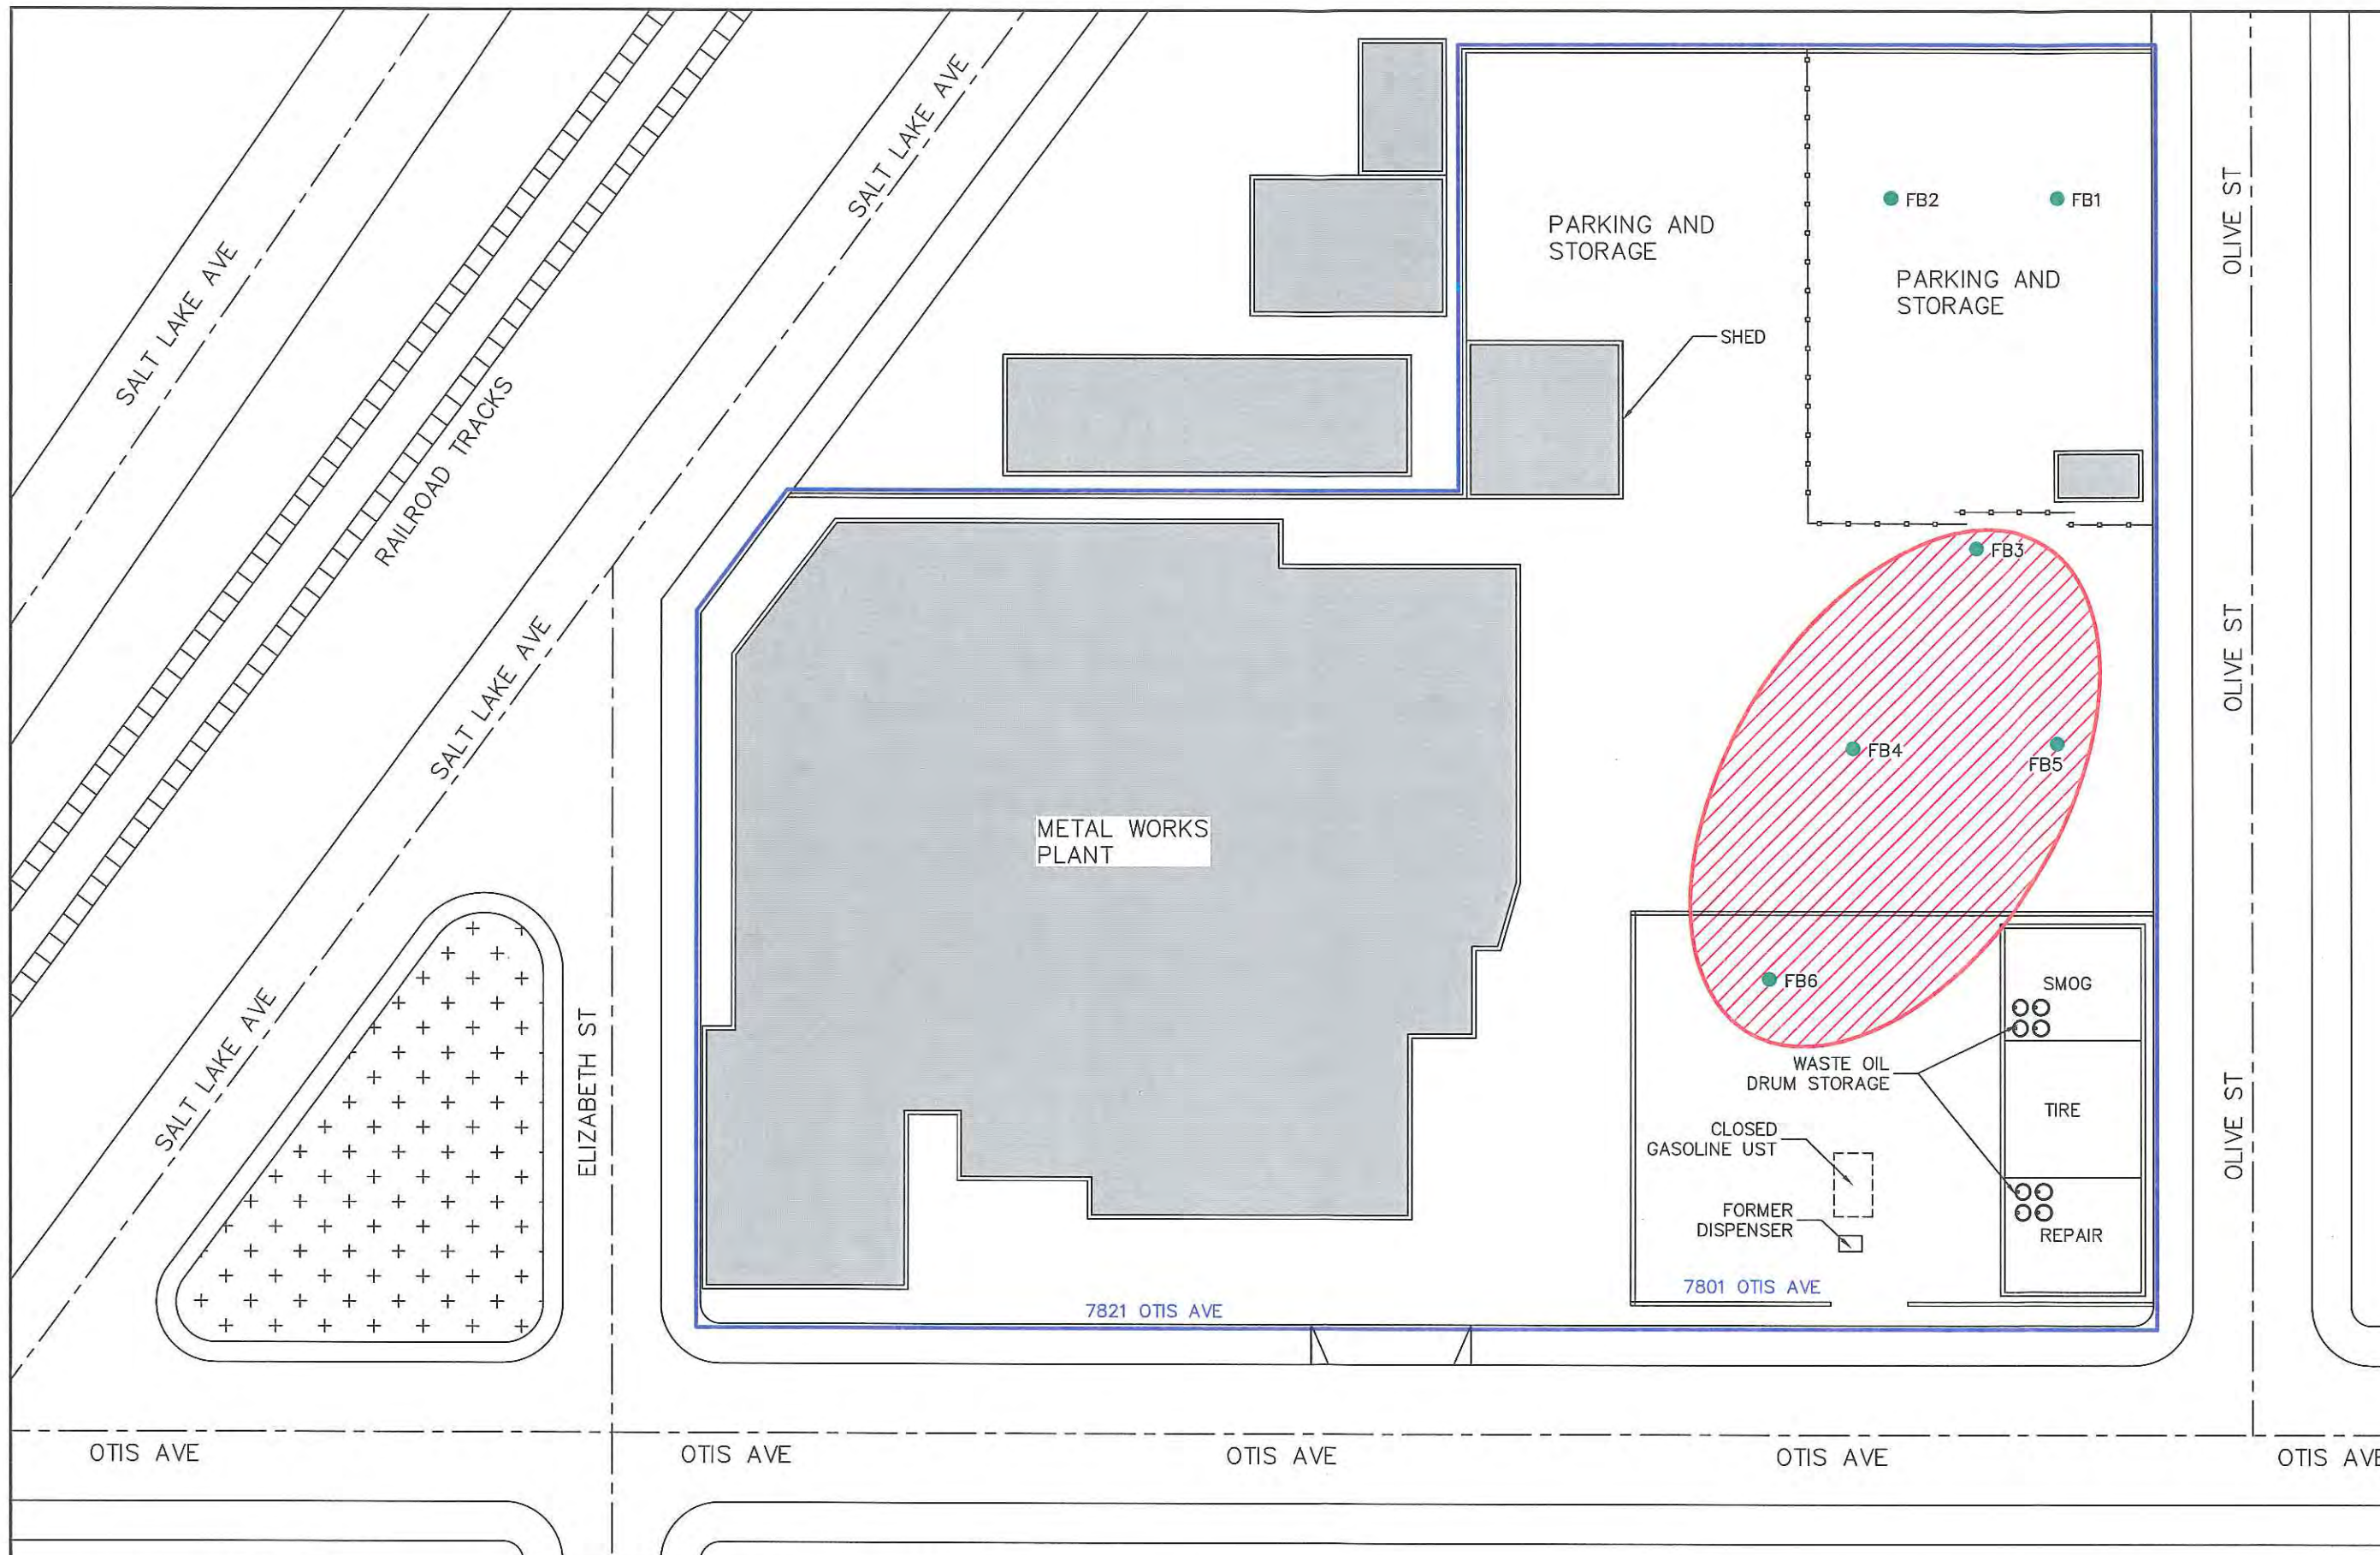 SALT LAKE AVE
SALT LAKE AVE
RAILROAD TRACKS
SALT LAKE AVE
SALT LAKE AVE
ELIZABETH ST
PARKING AND
STORAGE
FB2
FB1
PARKING AND
STORAGE
SHED
OLIVE ST
FB3
OLIVE ST
FB4
FB5
METAL WORKS
PLANT
FB6
SMOG
WASTE OIL
DRUM STORAGE
TIRE
CLOSED
GASOLINE UST
FORMER
DISPENSER
REPAIR
OLIVE ST
7801 OTIS AVE
7821 OTIS AVE
OTIS AVE
OTIS AVE
OTIS AVE
OTIS AVE
OTIS AVE